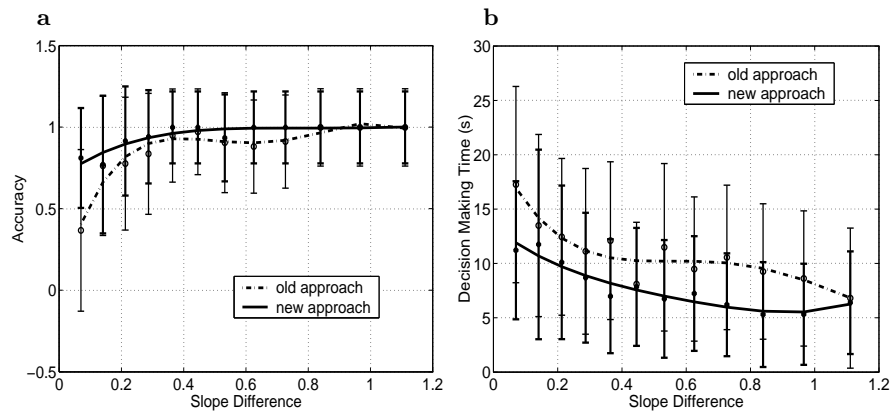 a
1.5
1
0.5
0
−0.5
Accuracy
old approach
new approach
0 0.2 0.4 0.6 0.8 1 1.2
Slope Difference
b
30
25
20
15
10
5
0
Decision Making Time (s)
old approach
new approach
0 0.2 0.4 0.6 0.8 1 1.2
Slope Difference